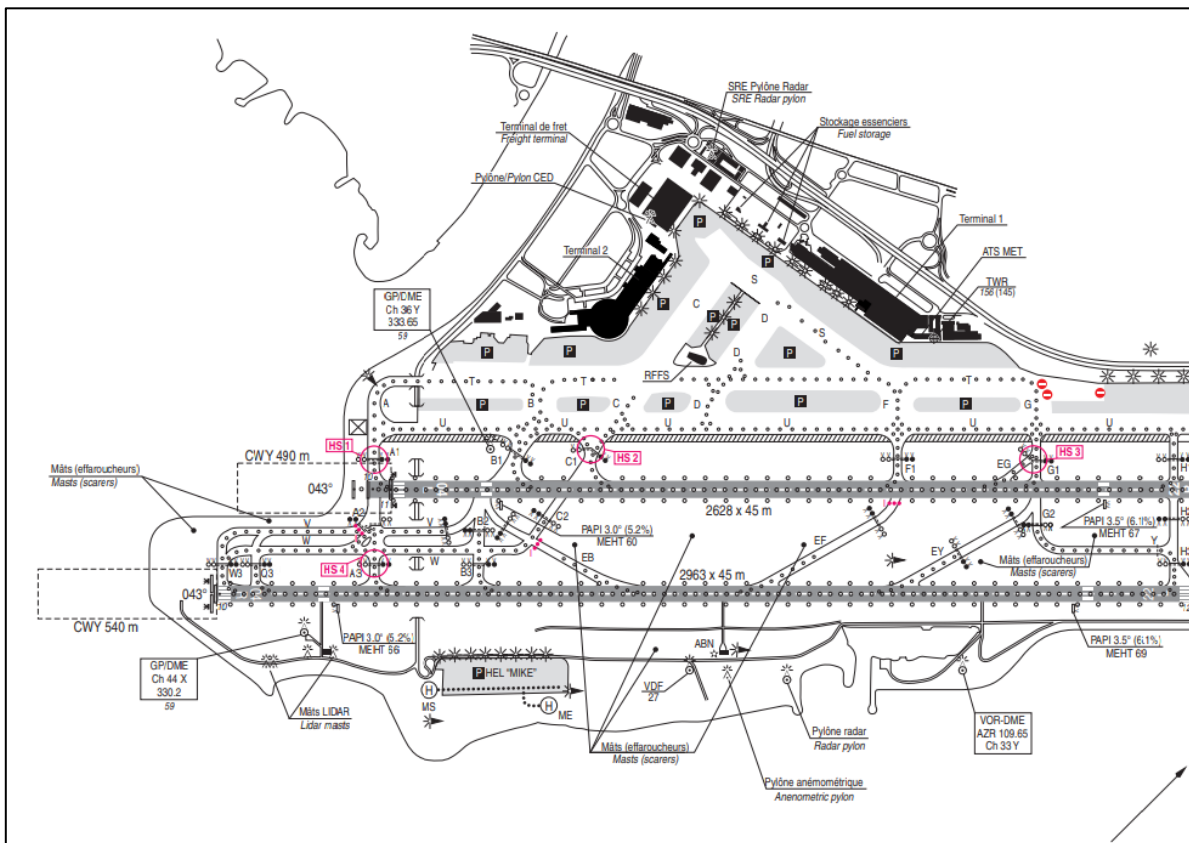 SRE Pylône Radar
SRE Radar pylon
Stockage essenciers
Fuel storage
Terminal de fret
Freight terminal
Pylône/Pylon CED
Terminal 2
Terminal 1
ATS MET
TWR
156 (145)
GP/DME
Ch 36 Y
333.65
59
P
P
P
P
P
P
P
P
P
P
P
P
P
S
C
D
S
D
RFFS
T
T
T
A
B
C
D
F
G
U
U
U
U
U
U
HS 1
A1
B1
C1
HS 2
F1
EG
G1
HS 3
H
CWY 490 m
043°
2628 x 45 m
Mâts (effaroucheurs)
Masts (scarers)
A2
V
V
W
W
B2
C2
PAPI 3.0° (5.2%)
MEHT 60
G2
PAPI 3.5° (6.1%)
MEHT 67
EB
EF
EY
Y
HS 4
W3
Q3
A3
B3
Mâts (effaroucheurs)
Masts (scarers)
2963 x 45 m
043°
CWY 540 m
PAPI 3.0° (5.2%)
MEHT 66
PAPI 3.5° (6.1%)
MEHT 69
GP/DME
Ch 44 X
330.2
59
ABN
P HEL "MIKE"
H
MS
H
ME
VDF
27
Mâts LIDAR
Lidar masts
Mâts (effaroucheurs)
Masts (scarers)
Pylône radar
Radar pylon
Pylône anémométrique
Anenometric pylon
VOR-DME
AZR 109.65
Ch 33 Y